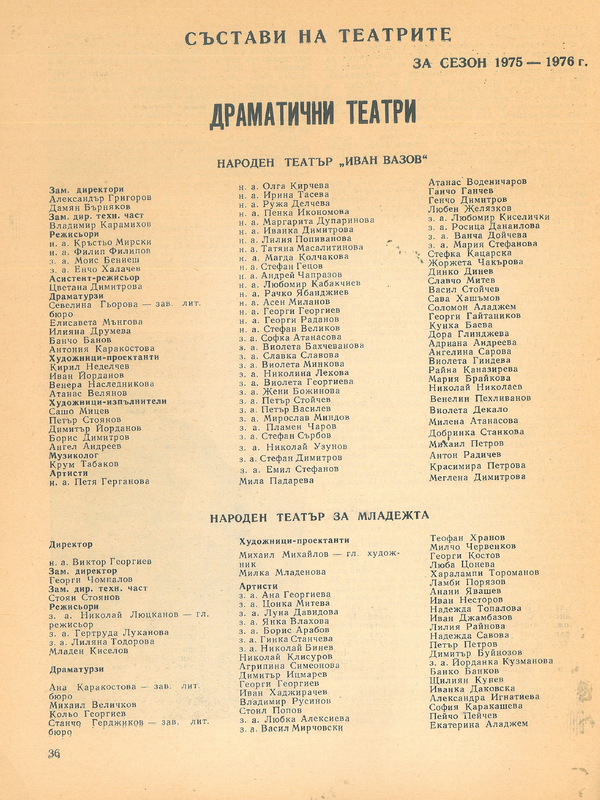 СЪСТАВИ НА ТЕАТРИТЕ
ЗА СЕЗОН 1975 — 1976 г.
ДРАМАТИЧНИ ТЕАТРИ
НАРОДЕН ТЕАТЪР „ИВАН ВАЗОВ“
Зам. директори
Александър Григоров
Дамян Бърняков
Зам. дир. техн. част
Владимир Карамихов
Режисьори
н. а. Кръстьо Мирски
н. а. Филип Филипов
з. а. Моис Бениеш
з. а. Енчо Халачев
Асистент-режисьор
Цветана Димитрова
Драматурзи
Севелина Гьорова — зав. лит.
бюро
Елисавета Мънгова
Илияна Друмева
Банчо Банов
Антония Каракостова
Художници-проектанти
Кирил Неделчев
Иван Йорданов
Венера Наследникова
Атанас Велянов
Художници-изпълнители
Сашо Мицев
Петър Стоянов
Димитър Йорданов
Борис Димитров
Ангел Андреев
Музиколог
Крум Табаков
Артисти
н. а. Петя Герганова
н. а. Олга Кирчева
н. а. Ирина Тасева
н. а. Ружа Делчева
н. а. Пенка Икономова
н. а. Маргарита Дупаринова
н. а. Иванка Димитрова
н. а. Лилия Попиванова
н. а. Татяна Масалитинова
н. а. Магда Колчакова
н. а. Стефан Гецов
н. а. Андрей Чапразов
н. а. Любомир Кабакчиев
н. а. Рачко Ябанджиев
н. а. Асен Миланов
н. а. Георги Георгиев
н. а. Георги Раданов
н. а. Стефан Великов
з. а. Софка Атанасова
з. а. Виолета Бахчеванова
з. а. Славка Славова
з. а. Виолета Минкова
з. а. Николина Лекова
з. а. Виолета Георгиева
з. а. Жени Божинова
з. а. Петър Стойчев
з. а. Петър Василев
з. а. Мирослав Миндов
з. а. Пламен Чаров
з. а. Стефан Сърбов
з. а. Николай Узунов
з. а. Стефан Димитров
з. а. Емил Стефанов
Мила Падарева
Атанас Воденичаров
Ганчо Ганчев
Генчо Димитров
Любен Желязков
з. а. Любомир Киселички
з. а. Росица Данаилова
з. а. Ванча Дойчева
з. а. Мария Стефанова
Стефка Кацарска
Жоржета Чакърова
Динко Динев
Славчо Митев
Васил Стойчев
Сава Хашъмов
Соломон Аладжем
Георги Гайтаников
Кунка Баева
Дора Глинджева
Адриана Андреева
Ангелина Сарова
Виолета Гиндева
Райна Каназирева
Мария Брайкова
Николай Николаев
Венелин Пехливанов
Виолета Декало
Милена Атанасова
Добринка Станкова
Михаил Петров
Антон Радичев
Красимира Петрова
Меглена Димитрова
НАРОДЕН ТЕАТЪР ЗА МЛАДЕЖТА
Директор
н. а. Виктор Георгиев
Зам. директор
Георги Чомпалов
Зам. дир. техн. част
Стоян Стоянов
Режисьори
з. а. Николай Люцканов — гл.
режисьор
з. а. Гертруда Луканова
з. а. Лиляна Тодорова
Младен Киселов
Драматурзи
Ана Каракостова — зав. лит.
бюро
Михаил Величков
Кольо Георгиев
Станчо Герджиков — зав. лит.
бюро
Художници-проектанти
Михаил Михайлов — гл. худож-
ник
Милка Младенова
Артисти
з. а. Ана Георгиева
з. а. Цонка Митева
з. а. Луна Давидова
з. а. Янка Влахова
з. а. Борис Арабов
з. а. Гинка Станчева
з. а. Николай Бинев
Николай Клисуров
Агрипина Симеонова
Димитър Ицмарев
Георги Георгиев
Иван Хаджирачев
Владимир Русинов
Стоил Попов
з. а. Любка Алексиева
з. а. Васил Мирчовски
Теофан Хранов
Милчо Червенков
Георги Костов
Люба Цонева
Харалампи Тороманов
Ламби Порязов
Анани Явашев
Иван Несторов
Надежда Топалова
Иван Джамбазов
Лилия Райнова
Надежда Савова
Петър Петров
Димитър Буйнозов
з. а. Йорданка Кузманова
Банко Банков
Щилиян Кунев
Иванка Даковска
Александра Игнатиева
София Каракашева
Пейчо Пейчев
Екатерина Аладжем
36